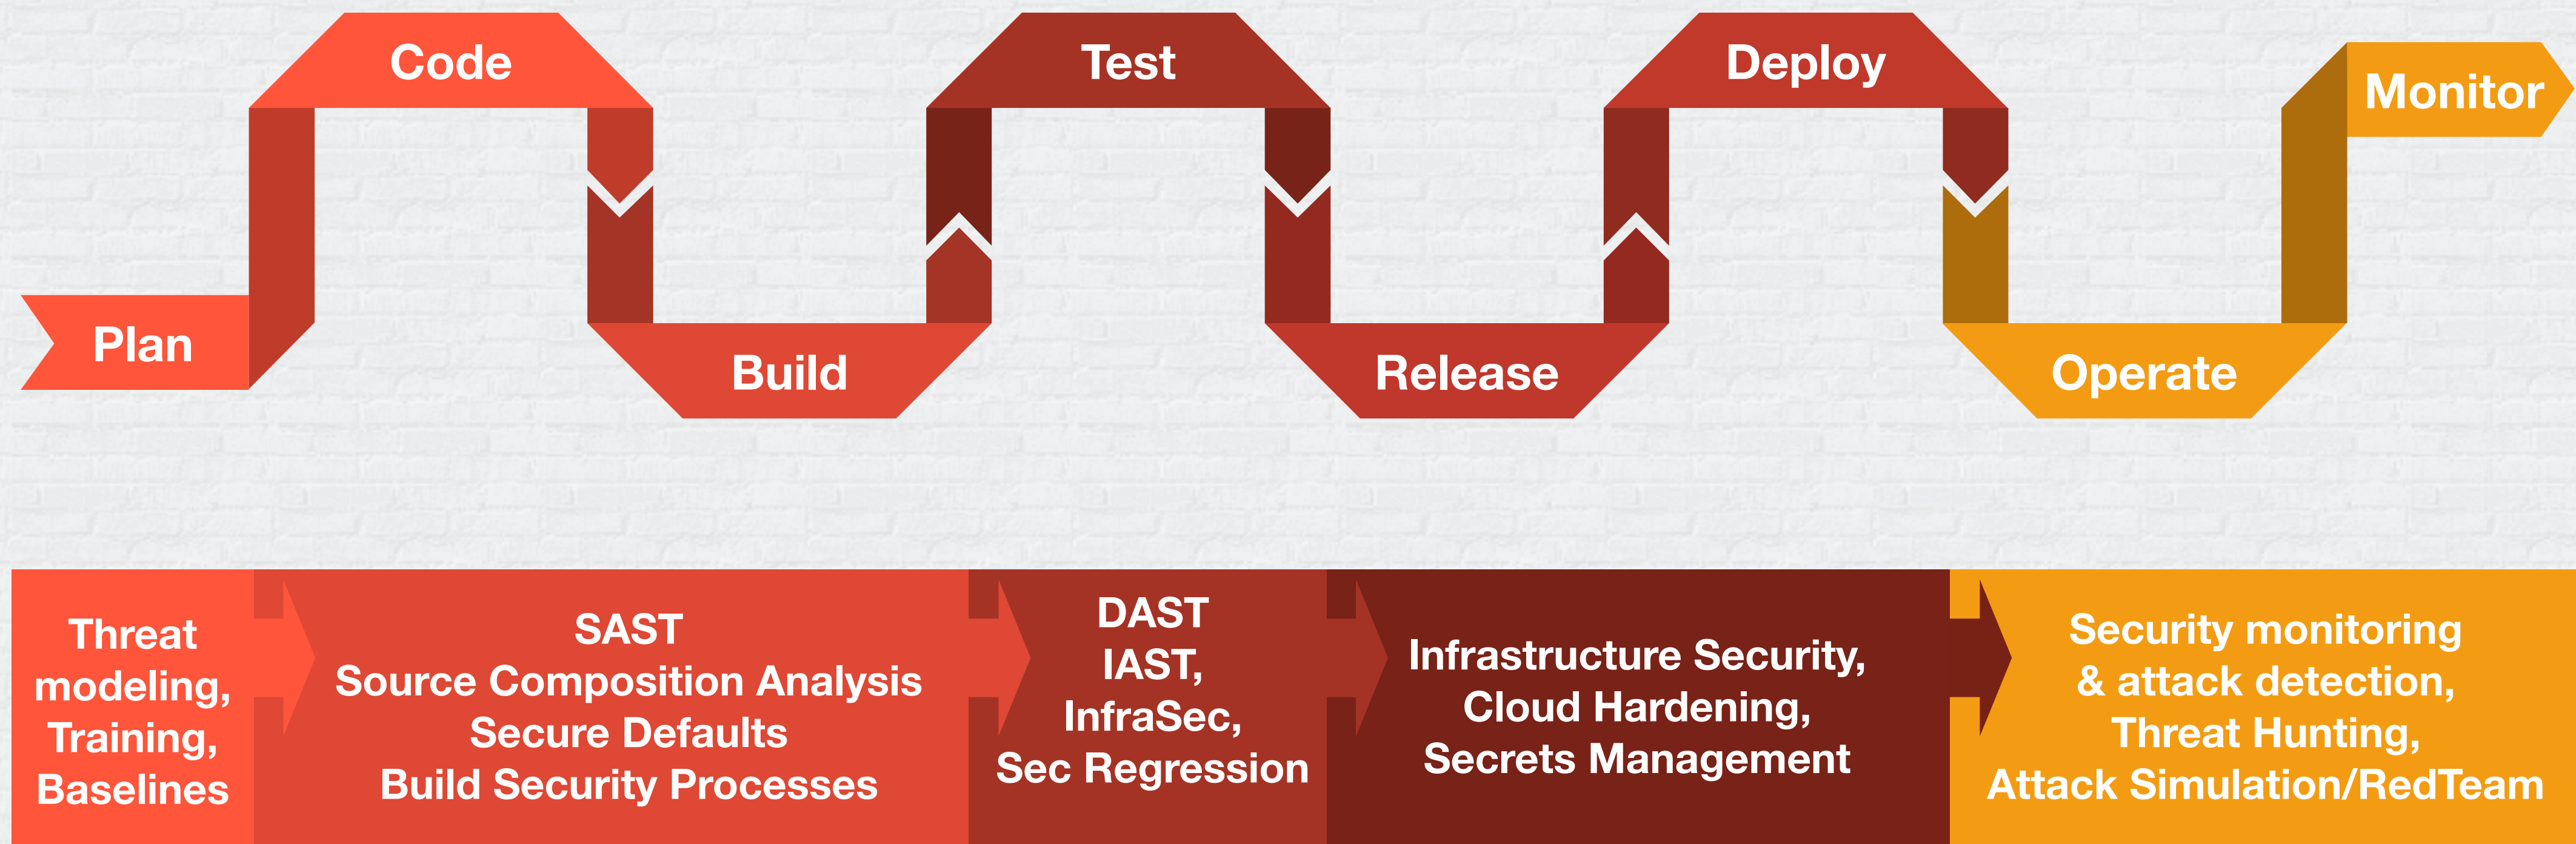 Plan
Code
Build
Test
Release
Deploy
Operate
Monitor
Threat
modeling,
Training,
Baselines
SAST
Source Composition Analysis
Secure Defaults
Build Security Processes
DAST
IAST,
InfraSec,
Sec Regression
Infrastructure Security,
Cloud Hardening,
Secrets Management
Security monitoring
& attack detection,
Threat Hunting,
Attack Simulation/RedTeam